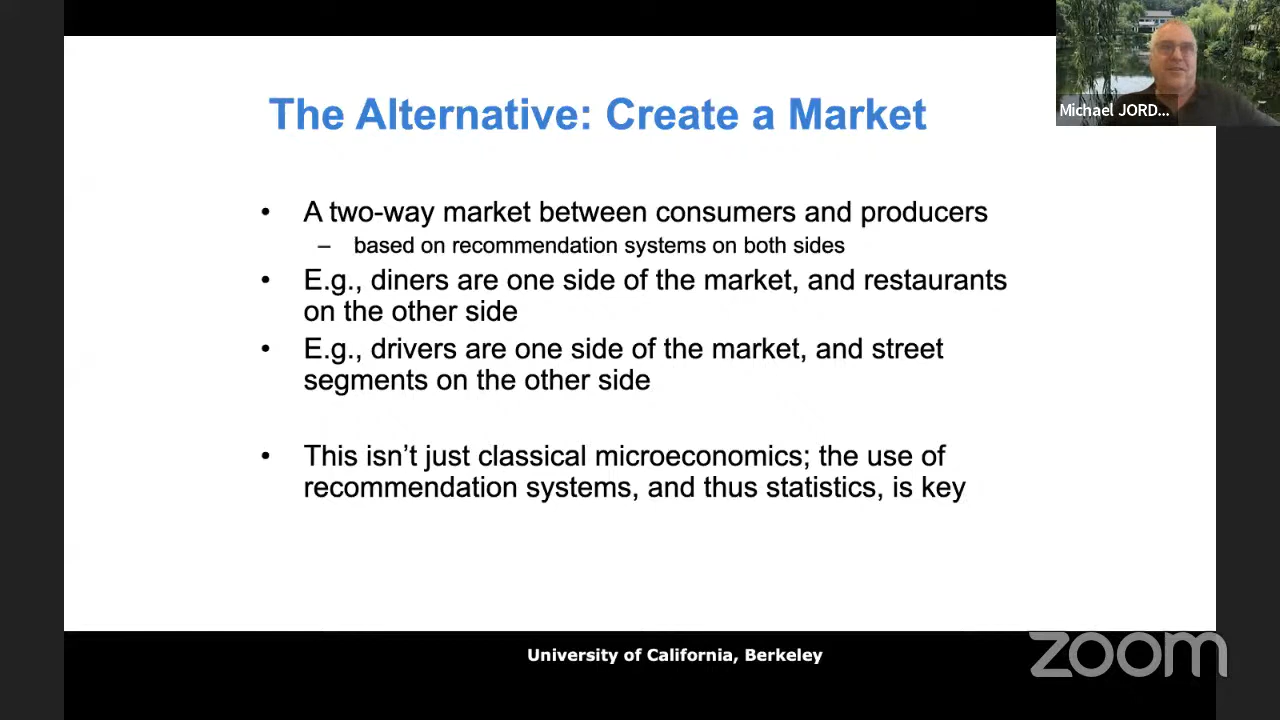 The Alternative: Create a Market
Michael JORD...
• A two-way market between consumers and producers
– based on recommendation systems on both sides
• E.g., diners are one side of the market, and restaurants
on the other side
• E.g., drivers are one side of the market, and street
segments on the other side
• This isn’t just classical microeconomics; the use of
recommendation systems, and thus statistics, is key
University of California, Berkeley
zoom